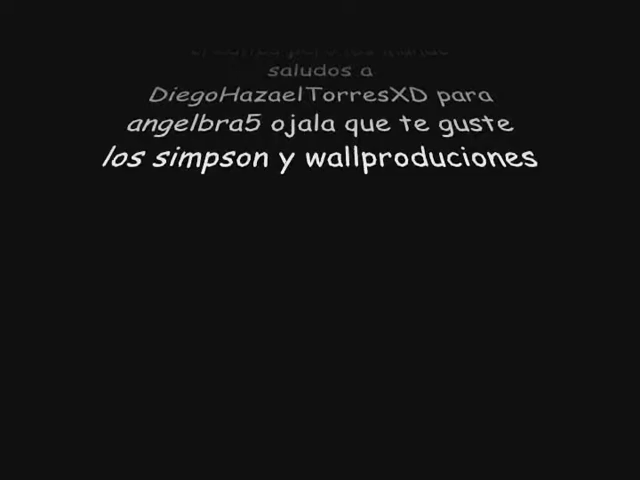 saludos a
DiegoHazaelTorresXD para
angelbra5 ojala que te guste
los simpson y wallproduciones